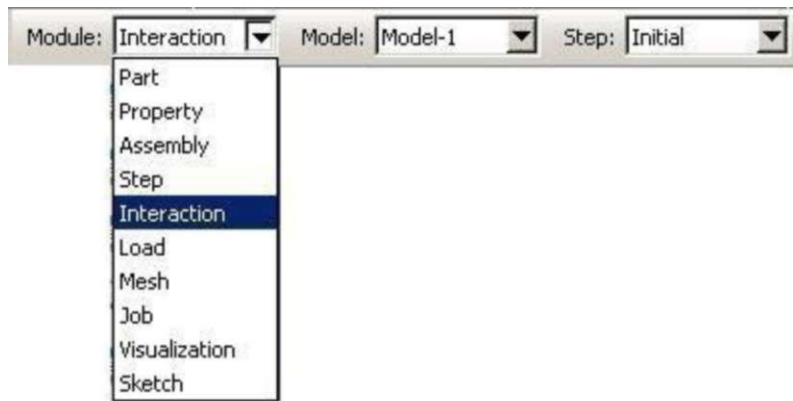 Module: Interaction Model: Model-1 Step: Initial
Part
Property
Assembly
Step
Interaction
Load
Mesh
Job
Visualization
Sketch